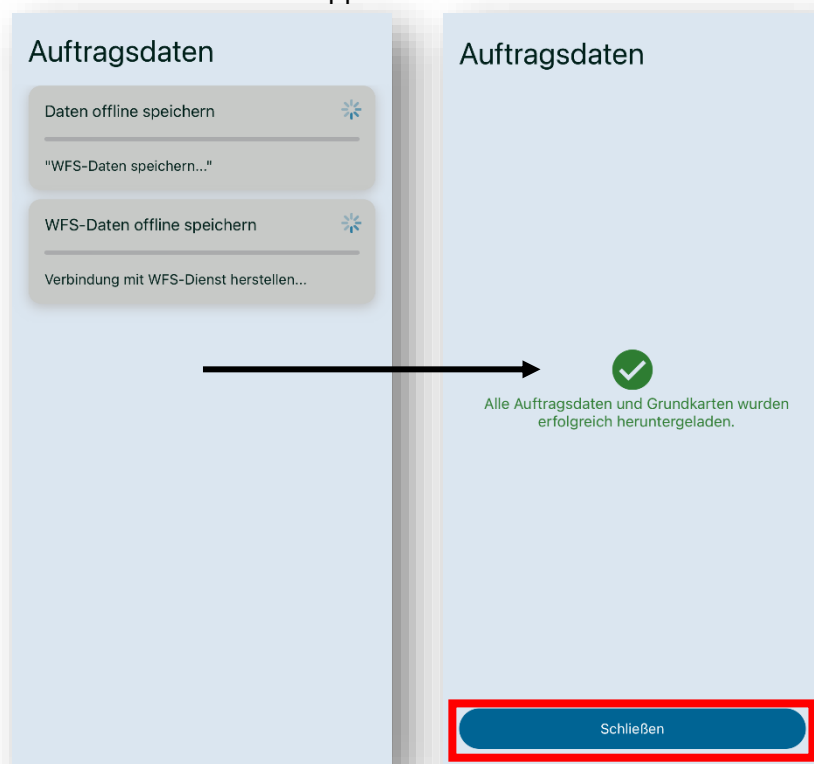 Auftragsdaten
Daten offline speichern
"WFS-Daten speichern..."
WFS-Daten offline speichern
Verbindung mit WFS-Dienst herstellen...
Auftragsdaten
Alle Auftragsdaten und Grundkarten wurden
erfolgreich heruntergeladen.
Schließen